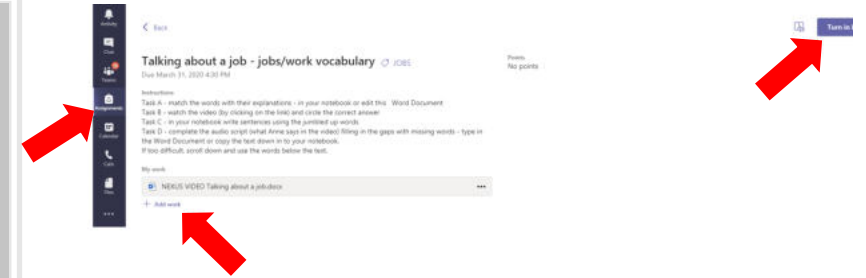 Activity
Chat
Teams
Assignments
Calendar
Calls
Files
Back
Turn in
Talking about a job - jobs/work vocabulary JOBS
Due March 31, 2020 4:30 PM
Points
No points
Instructions
Task A - match the words with their explanations - in your notebook or edit this Word Document
Task B - watch the video (by clicking on the link) and circle the correct answer
Task C - in your notebook write sentences using the jumbled up words
Task D - complete the audio script (what Anne says in the video) filling in the gaps with missing words - type in
the Word Document or copy the text down in to your notebook.
If too difficult, scroll down and use the words below the text.
My work
NEXUS VIDEO Talking about a job.docx
+ Add work